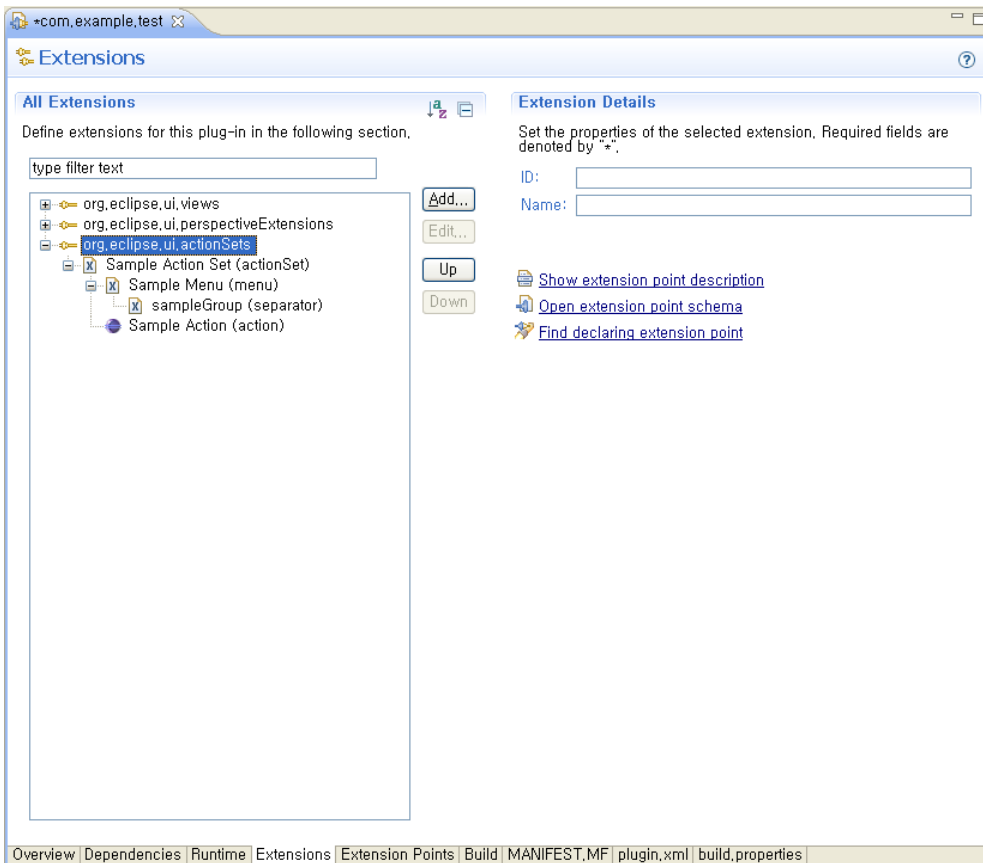 *com.example.test
Extensions
All Extensions
Define extensions for this plug-in in the following section.
type filter text
org.eclipse.ui.views
org.eclipse.ui.perspectiveExtensions
org.eclipse.ui.actionSets
Sample Action Set (actionSet)
Sample Menu (menu)
sampleGroup (separator)
Sample Action (action)
Add...
Edit...
Up
Down
Extension Details
Set the properties of the selected extension. Required fields are
denoted by "*".
ID:
Name:
Show extension point description
Open extension point schema
Find declaring extension point
Overview Dependencies Runtime Extensions Extension Points Build MANIFEST.MF plugin.xml build.properties